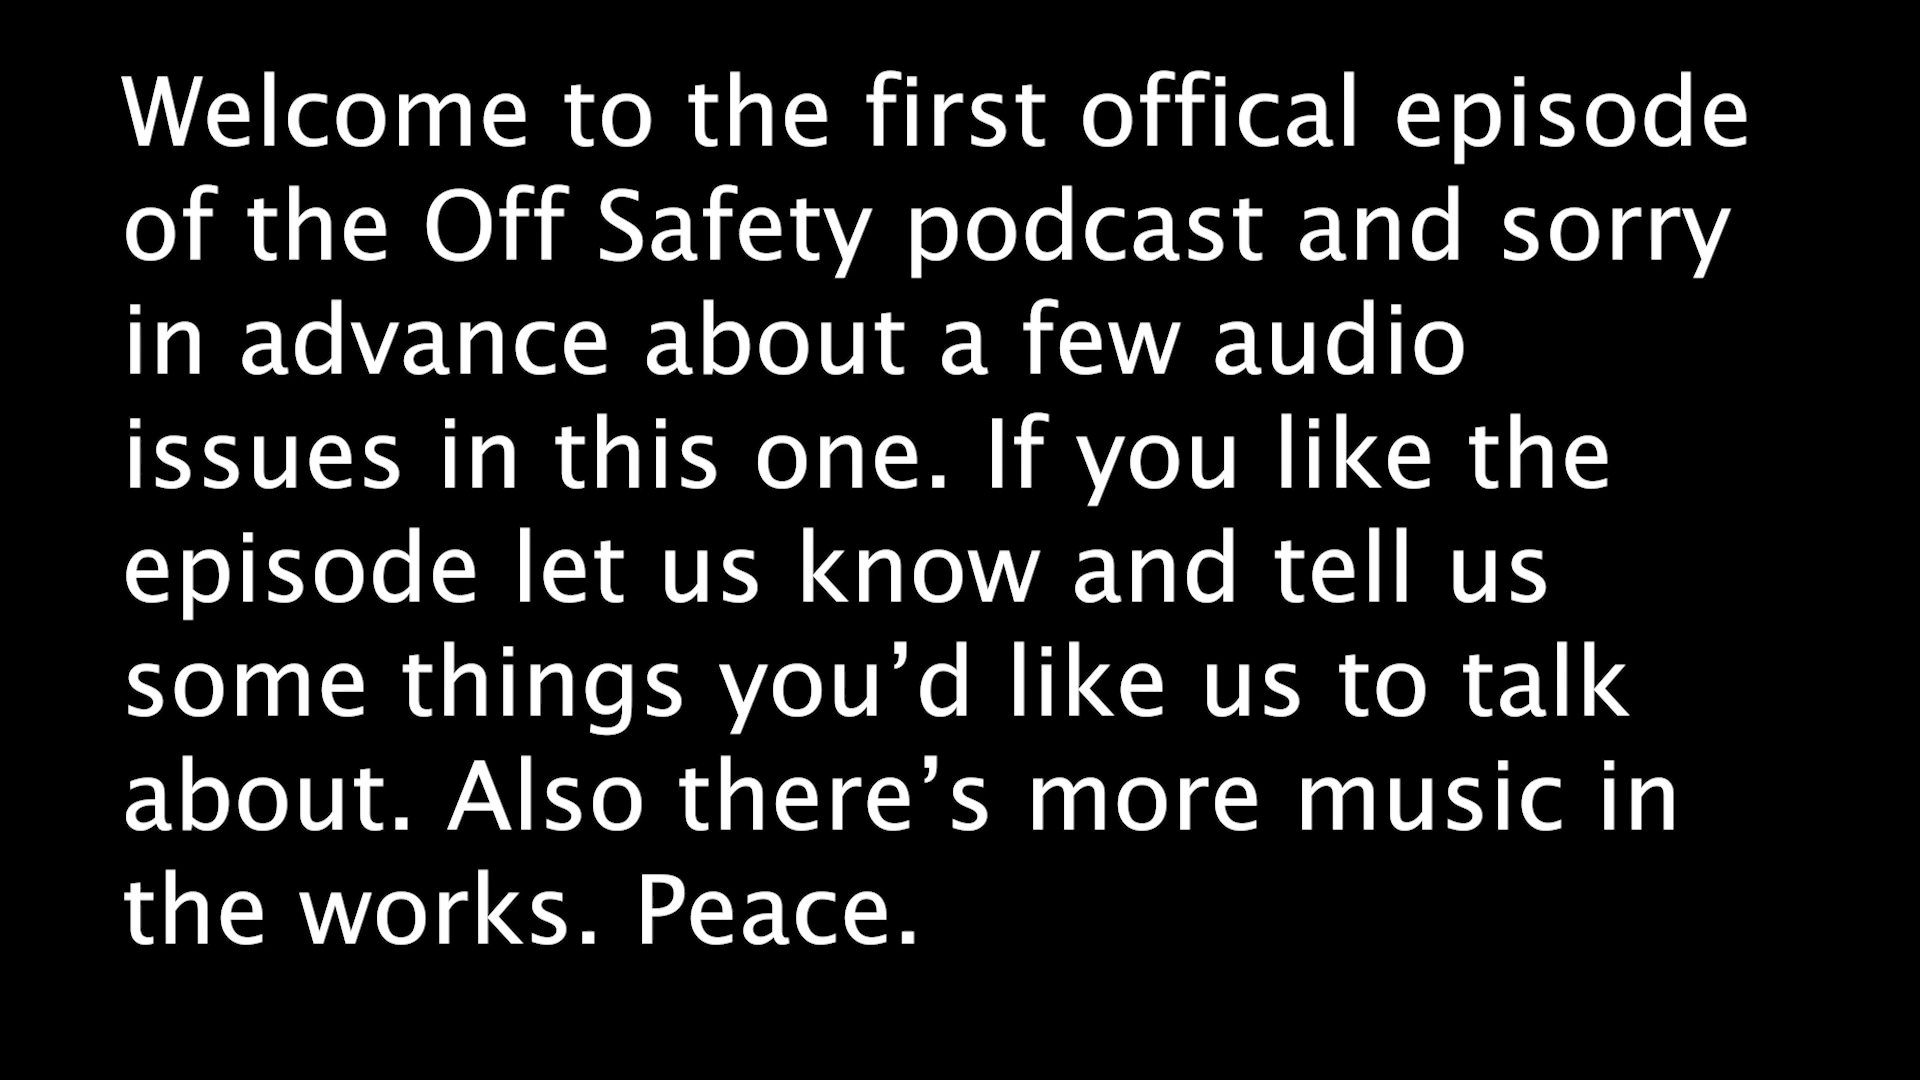 Welcome to the first offical episode
of the Off Safety podcast and sorry
in advance about a few audio
issues in this one. If you like the
episode let us know and tell us
some things you’d like us to talk
about. Also there’s more music in
the works. Peace.